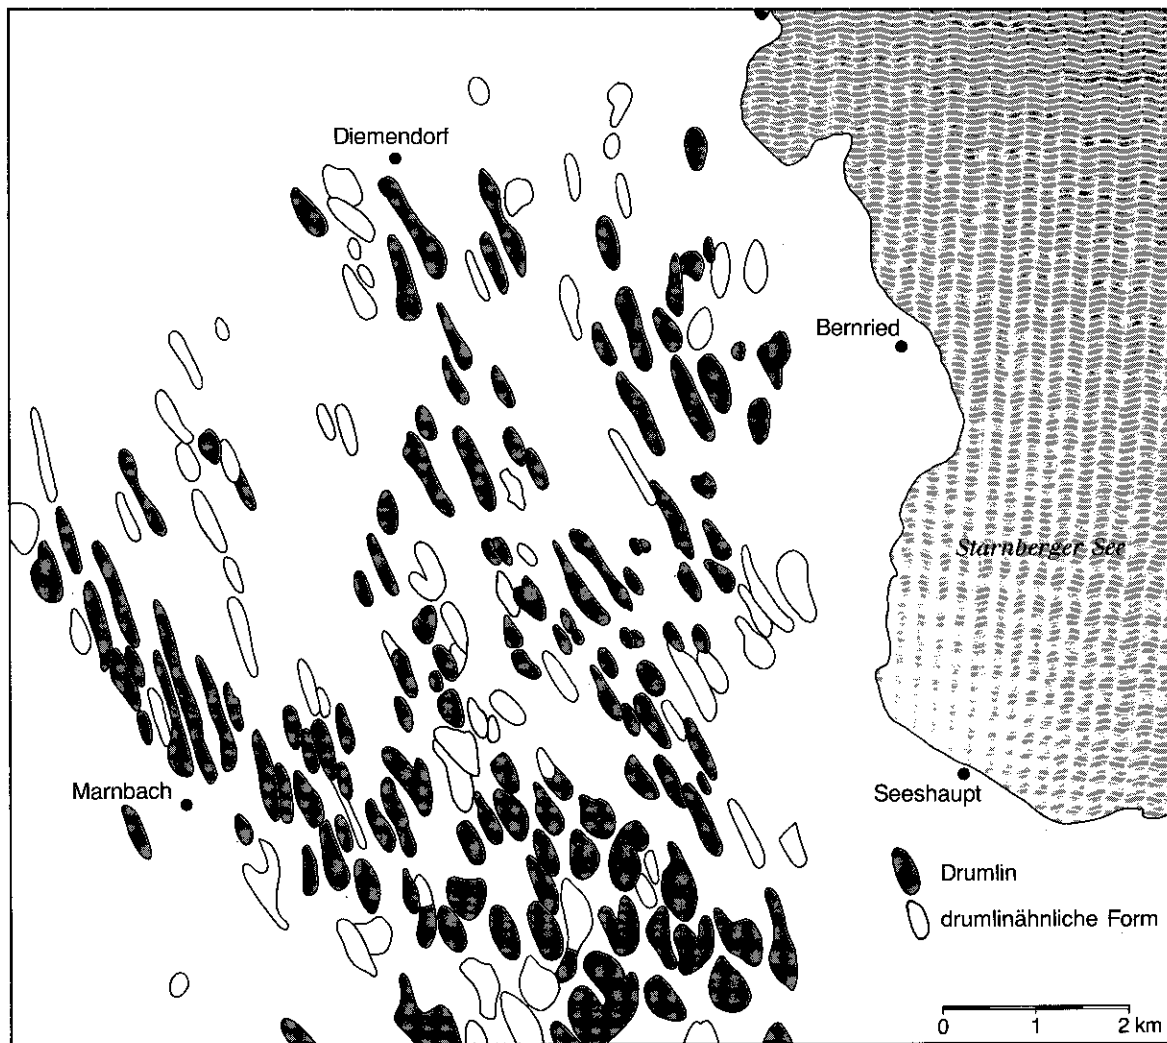 Diemendorf
Bernried
Starnberger See
Marnbach
Seeshaupt
Drumlin
drumlinähnliche Form
0 1 2 km